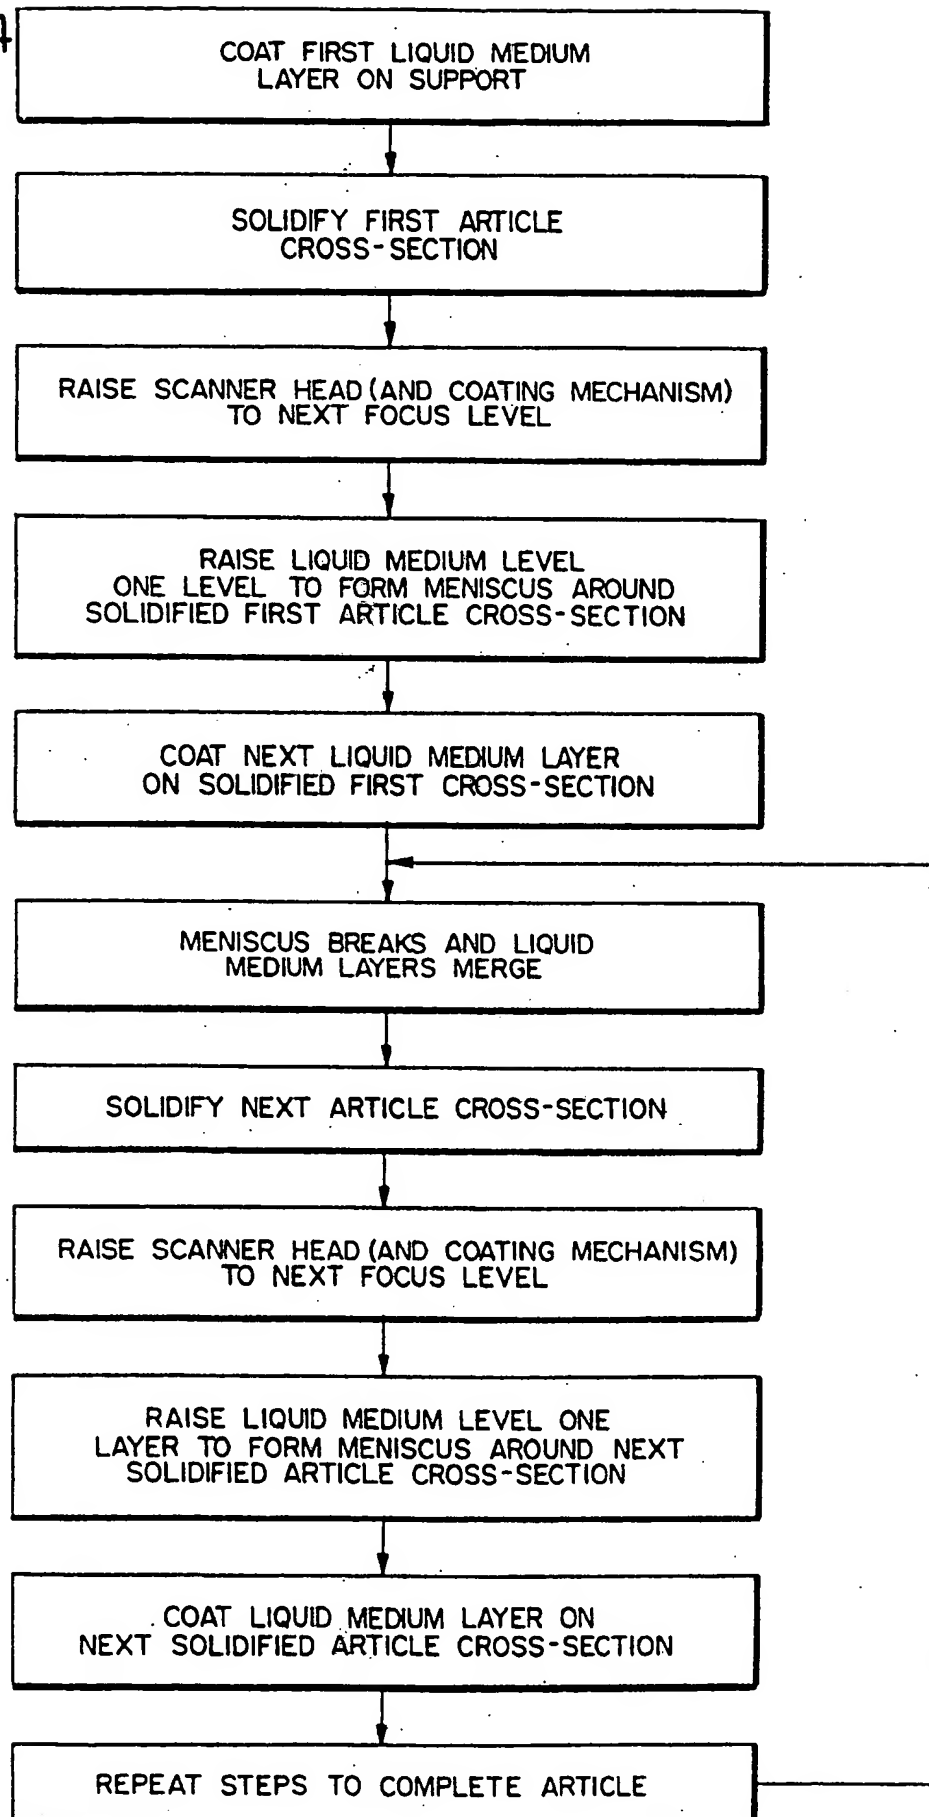 COAT FIRST LIQUID MEDIUM
LAYER ON SUPPORT
SOLIDIFY FIRST ARTICLE
CROSS-SECTION
RAISE SCANNER HEAD (AND COATING MECHANISM)
TO NEXT FOCUS LEVEL
RAISE LIQUID MEDIUM LEVEL
ONE LEVEL TO FORM MENISCUS AROUND
SOLIDIFIED FIRST ARTICLE CROSS-SECTION
COAT NEXT LIQUID MEDIUM LAYER
ON SOLIDIFIED FIRST CROSS-SECTION
MENISCUS BREAKS AND LIQUID
MEDIUM LAYERS MERGE
SOLIDIFY NEXT ARTICLE CROSS-SECTION
RAISE SCANNER HEAD (AND COATING MECHANISM)
TO NEXT FOCUS LEVEL
RAISE LIQUID MEDIUM LEVEL ONE
LAYER TO FORM MENISCUS AROUND NEXT
SOLIDIFIED ARTICLE CROSS-SECTION
COAT LIQUID MEDIUM LAYER ON
NEXT SOLIDIFIED ARTICLE CROSS-SECTION
REPEAT STEPS TO COMPLETE ARTICLE